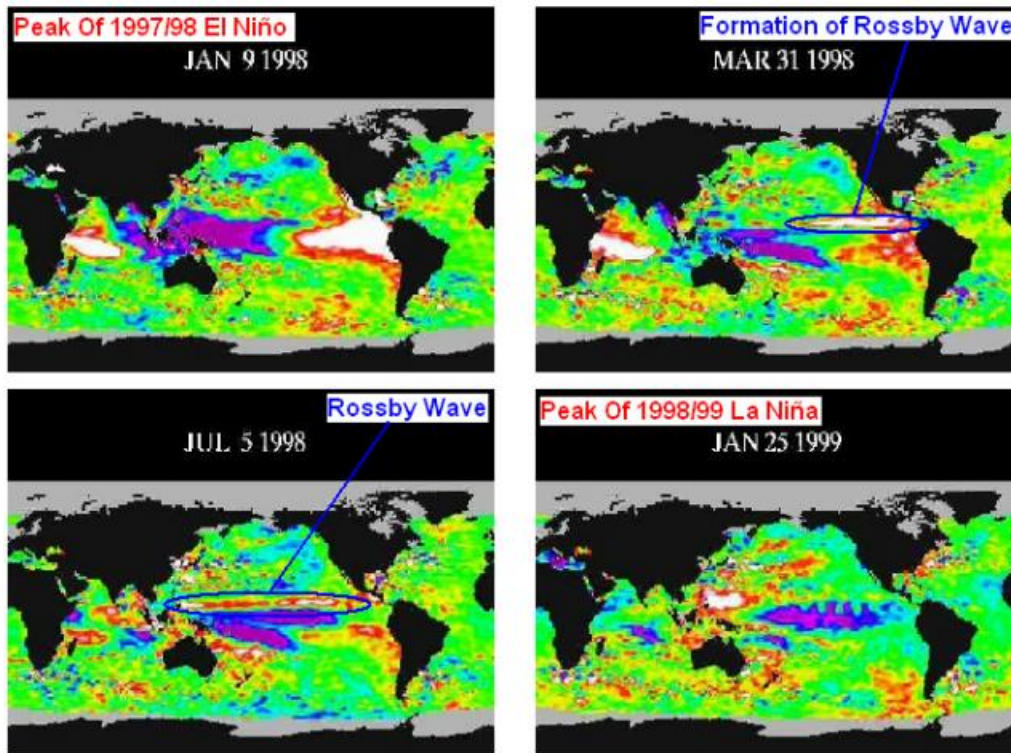 Peak Of 1997/98 El Niño
JAN 9 1998
Formation of Rossby Wave
MAR 31 1998
Rossby Wave
JUL 5 1998
Peak Of 1998/99 La Niña
JAN 25 1999